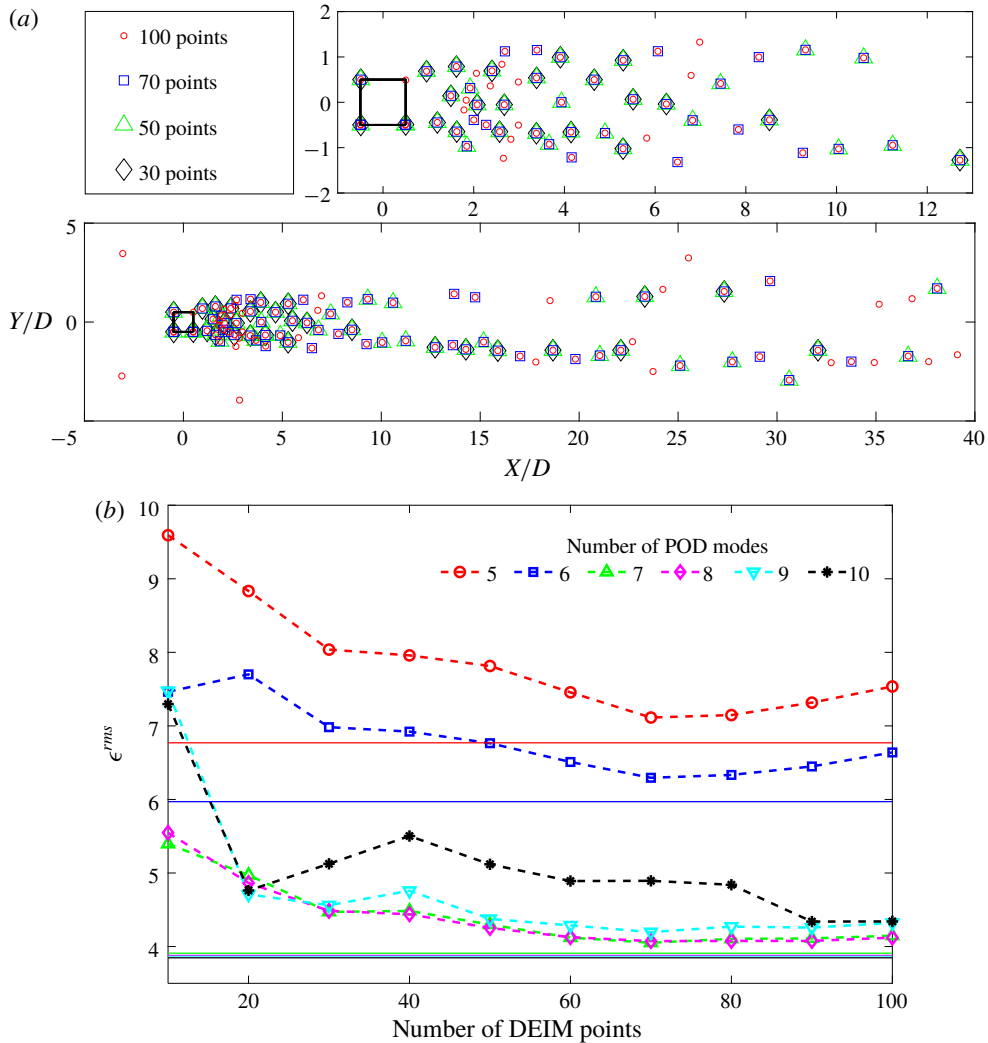 (a)
100 points
70 points
50 points
30 points
2
1
0
−1
−2
0 2 4 6 8 10 12
5
Y/D 0
−5
0 5 10 15 20 25 30 35 40
X/D
(b)
10
9
8
7
6
5
4
ϵ^rms
Number of POD modes
5 6 7 8 9 10
20 40 60 80 100
Number of DEIM points